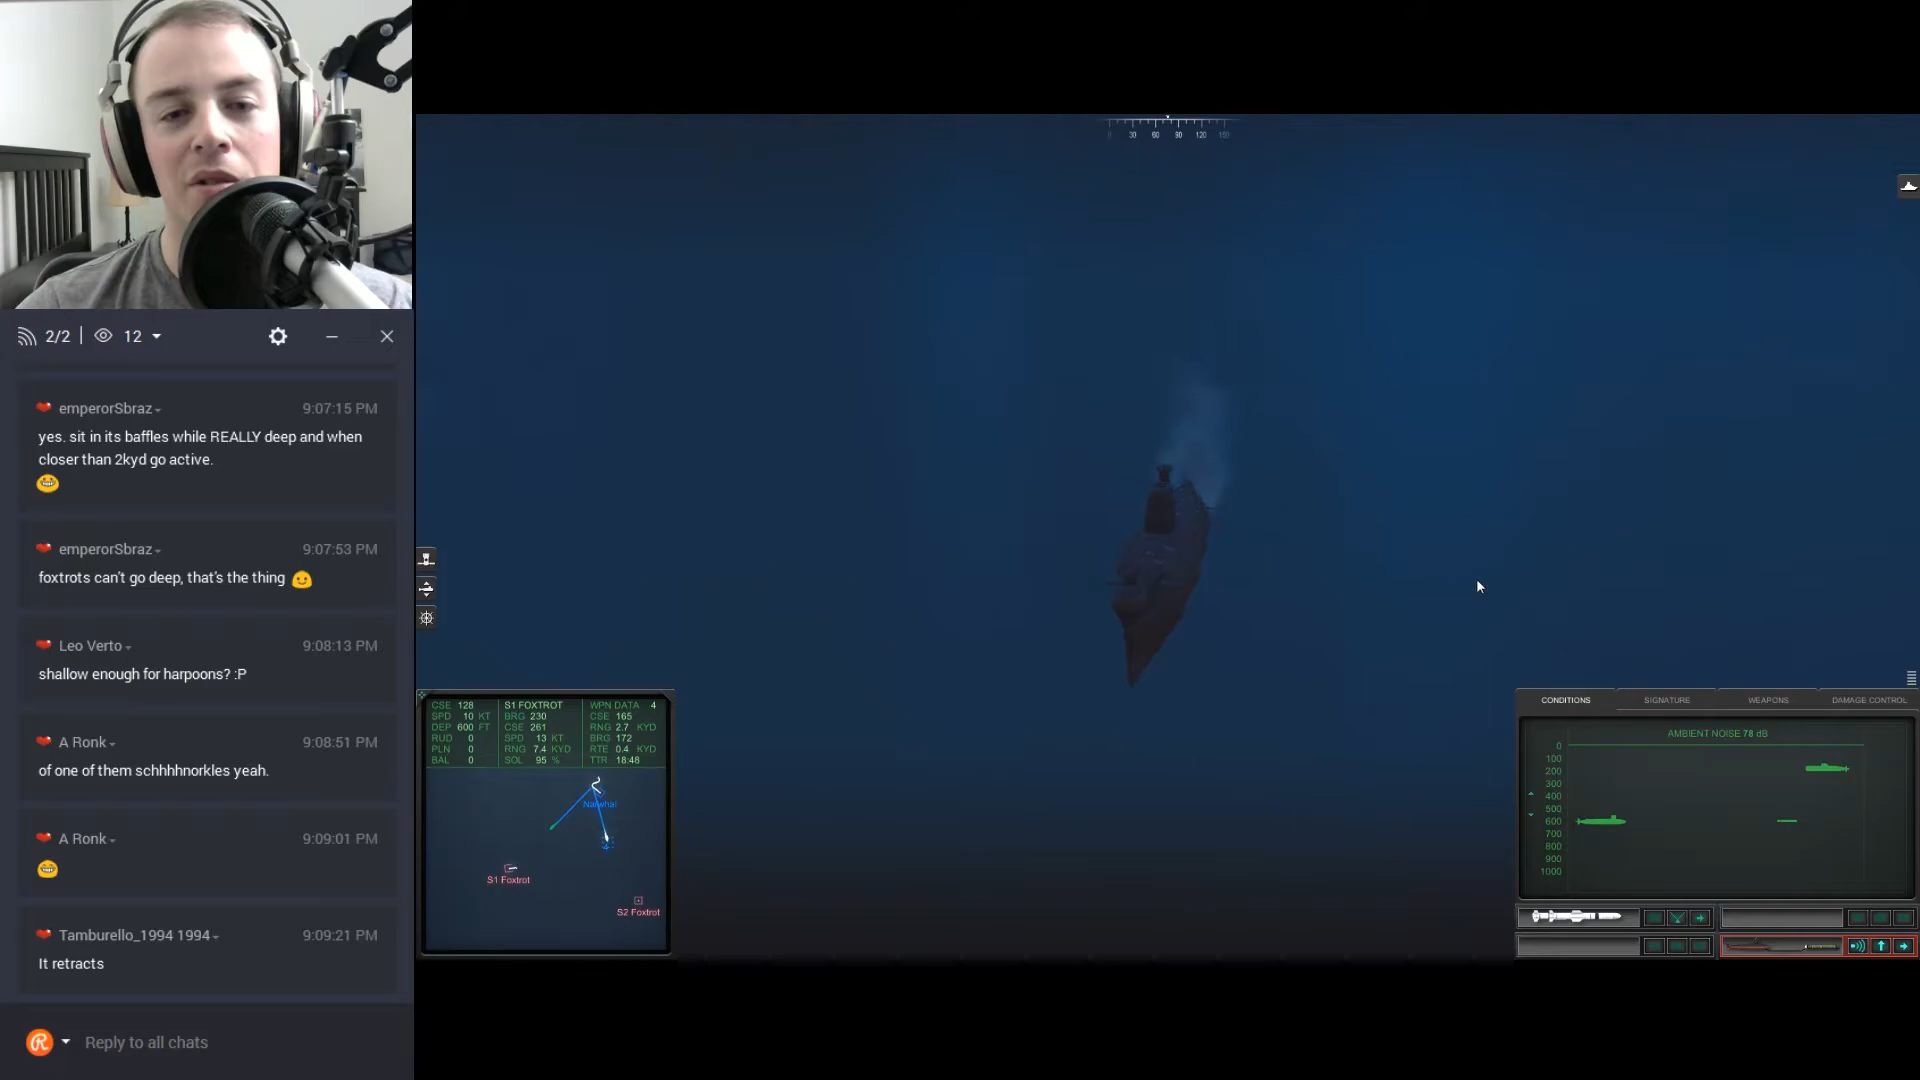 2/2
12
emperorSbraz
9:07:15 PM
yes. sit in its baffles while REALLY deep and when
closer than 2kyd go active.
emperorSbraz
9:07:53 PM
foxtrots can't go deep, that's the thing
Leo Verto
9:08:13 PM
shallow enough for harpoons? :P
A Ronk
9:08:51 PM
of one of them schhhhnorkles yeah.
A Ronk
9:09:01 PM
Tamburello_1994 1994
9:09:21 PM
It retracts
Reply to all chats
0 30 60 90 120 150
CSE 128
SPD 10 KT
DEP 600 FT
RUD 0
PLN 0
BAL 0
S1 FOXTROT
BRG 230
CSE 261
SPD 13 KT
RNG 7.4 KYD
SOL 95 %
WPN DATA 4
CSE 165
RNG 2.7 KYD
BRG 172
RTE 0.4 KYD
TTR 18:48
Narwhal
S1 Foxtrot
S2 Foxtrot
CONDITIONS
SIGNATURE
WEAPONS
DAMAGE CONTROL
AMBIENT NOISE 78 dB
0
100
200
300
400
500
600
700
800
900
1000